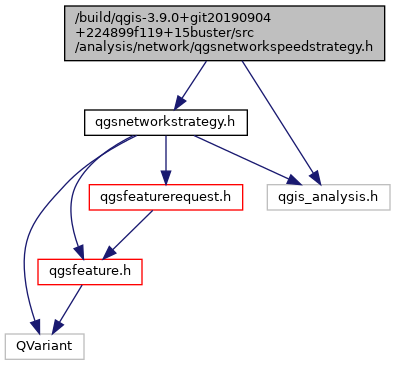 /build/qgis-3.9.0+git20190904
+224899f119+15buster/src
/analysis/network/qgsnetworkspeedstrategy.h
qgsnetworkstrategy.h
qgsfeaturerequest.h
qgis_analysis.h
qgsfeature.h
QVariant